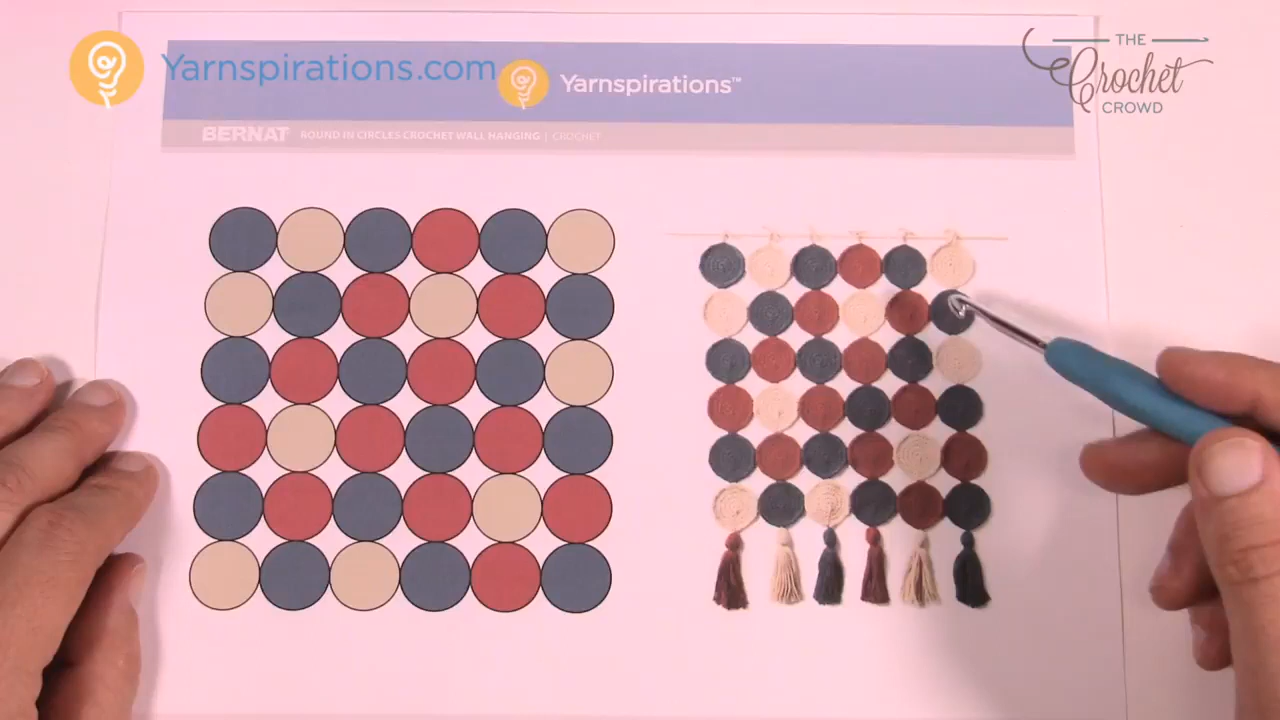 Yarnspirations.com
Yarnspirations™
THE
Crochet
CROWD
BERNAT ROUND IN CIRCLES CROCHET WALL HANGING | CROCHET